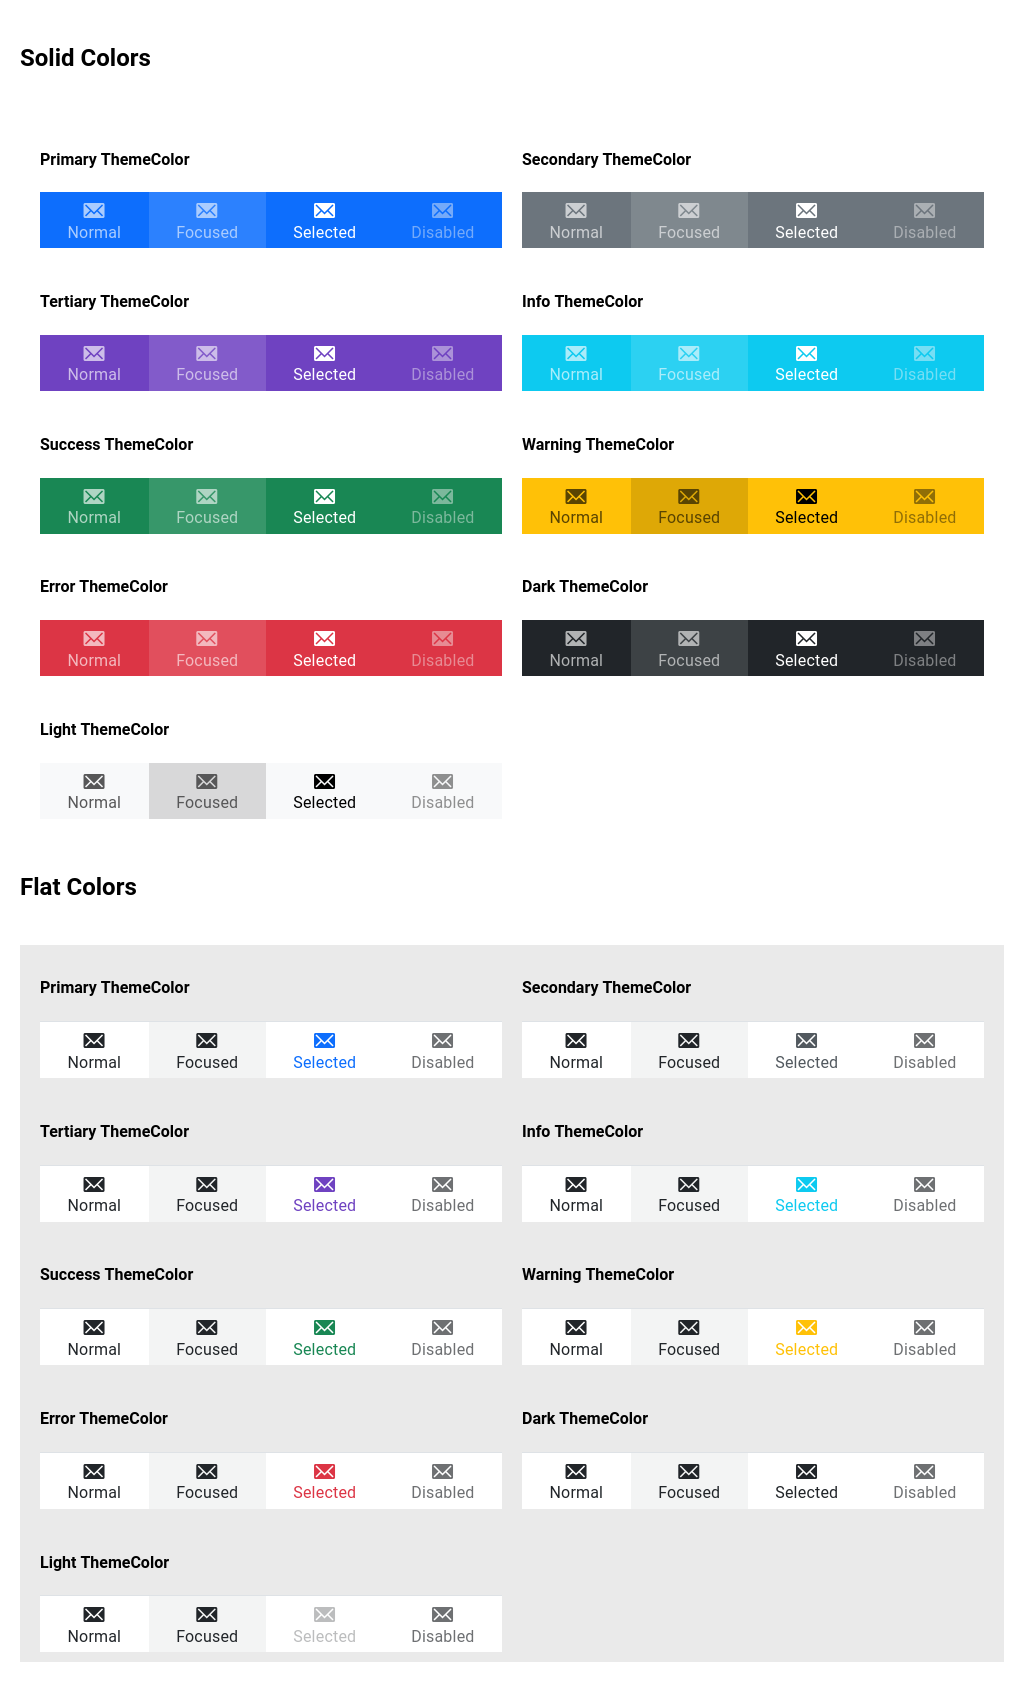 Solid Colors
Primary ThemeColor
Normal Focused Selected Disabled
Secondary ThemeColor
Normal Focused Selected Disabled
Tertiary ThemeColor
Normal Focused Selected Disabled
Info ThemeColor
Normal Focused Selected Disabled
Success ThemeColor
Normal Focused Selected Disabled
Warning ThemeColor
Normal Focused Selected Disabled
Error ThemeColor
Normal Focused Selected Disabled
Dark ThemeColor
Normal Focused Selected Disabled
Light ThemeColor
Normal Focused Selected Disabled
Flat Colors
Primary ThemeColor
Normal Focused Selected Disabled
Secondary ThemeColor
Normal Focused Selected Disabled
Tertiary ThemeColor
Normal Focused Selected Disabled
Info ThemeColor
Normal Focused Selected Disabled
Success ThemeColor
Normal Focused Selected Disabled
Warning ThemeColor
Normal Focused Selected Disabled
Error ThemeColor
Normal Focused Selected Disabled
Dark ThemeColor
Normal Focused Selected Disabled
Light ThemeColor
Normal Focused Selected Disabled